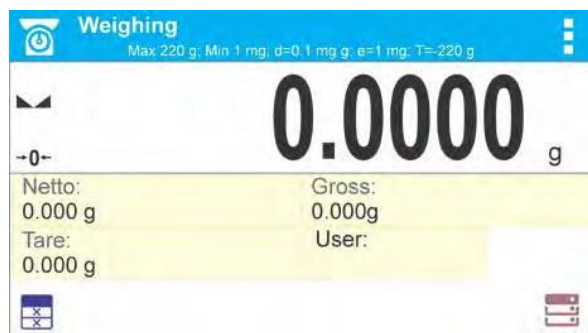 Weighing
Max 220 g; Min 1 mg; d=0.1 mg g; e=1 mg; T=-220 g
0.0000 g
→0←
Netto:
0.000 g
Gross:
0.000g
Tare:
0.000 g
User: